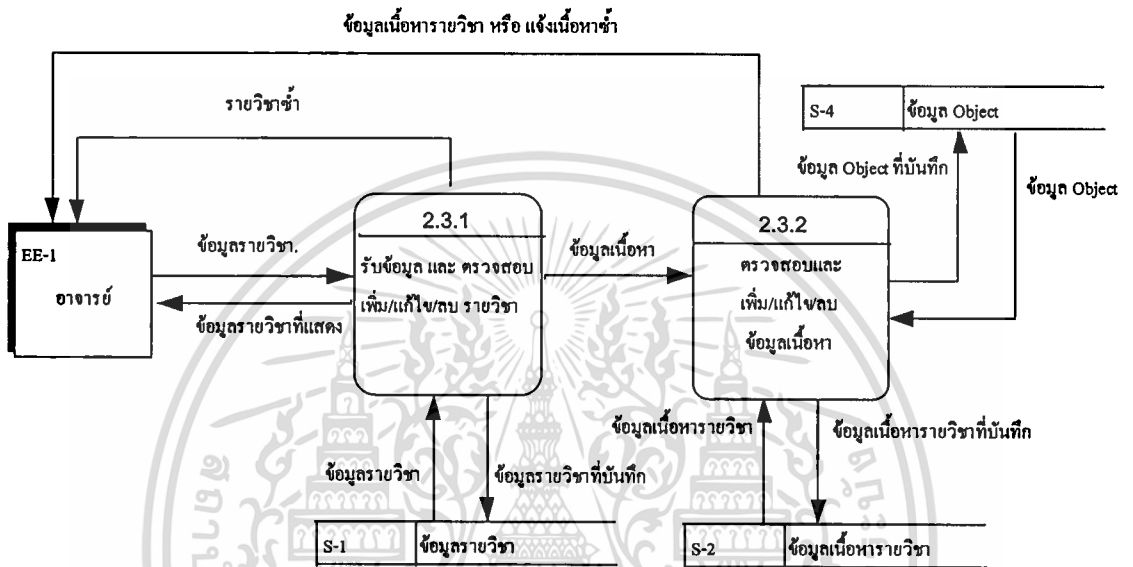 ข้อมูลเนื้อหารายวิชา หรือ แจ้งเนื้อหาซ้ำ
รายวิชาซ้ำ
S-4 ข้อมูล Object
ข้อมูล Object ที่บันทึก
ข้อมูล Object
EE-1
อาจารย์
ข้อมูลรายวิชา.
ข้อมูลรายวิชาที่แสดง
2.3.1
รับข้อมูล และ ตรวจสอบ
เพิ่ม/แก้ไข/ลบ รายวิชา
ข้อมูลเนื้อหา
2.3.2
ตรวจสอบและ
เพิ่ม/แก้ไข/ลบ
ข้อมูลเนื้อหา
ข้อมูลรายวิชา
ข้อมูลรายวิชาที่บันทึก
ข้อมูลเนื้อหารายวิชา
ข้อมูลเนื้อหารายวิชาที่บันทึก
S-1 ข้อมูลรายวิชา
S-2 ข้อมูลเนื้อหารายวิชา